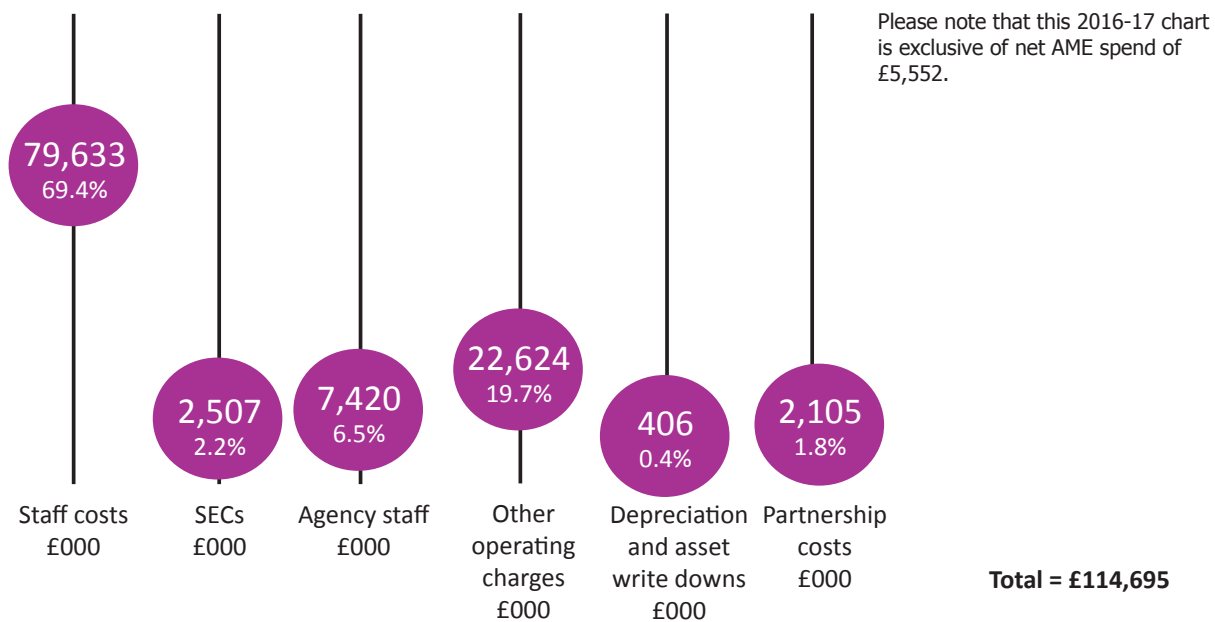 Please note that this 2016-17 chart
is exclusive of net AME spend of
£5,552.
79,633
69.4%
2,507
2.2%
7,420
6.5%
22,624
19.7%
406
0.4%
2,105
1.8%
Staff costs
£000
SECs
£000
Agency staff
£000
Other
operating
charges
£000
Depreciation
and asset
write downs
£000
Partnership
costs
£000
Total = £114,695